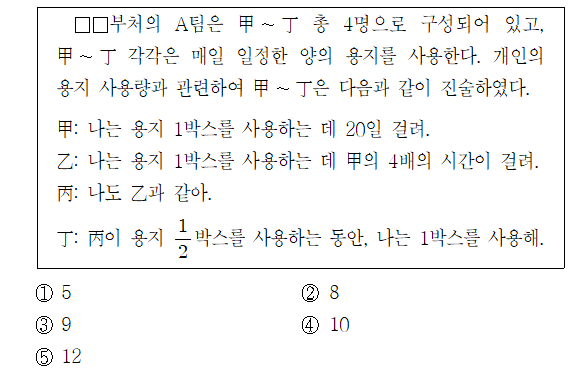 □□부처의 A팀은 甲～丁 총 4명으로 구성되어 있고,
甲～丁 각각은 매일 일정한 양의 용지를 사용한다. 개인의
용지 사용량과 관련하여 甲～丁은 다음과 같이 진술하였다.
甲: 나는 용지 1박스를 사용하는 데 20일 걸려.
乙: 나는 용지 1박스를 사용하는 데 甲의 4배의 시간이 걸려.
丙: 나도 乙과 같아.
丁: 丙이 용지 1/2박스를 사용하는 동안, 나는 1박스를 사용해.
① 5 ② 8
③ 9 ④ 10
⑤ 12